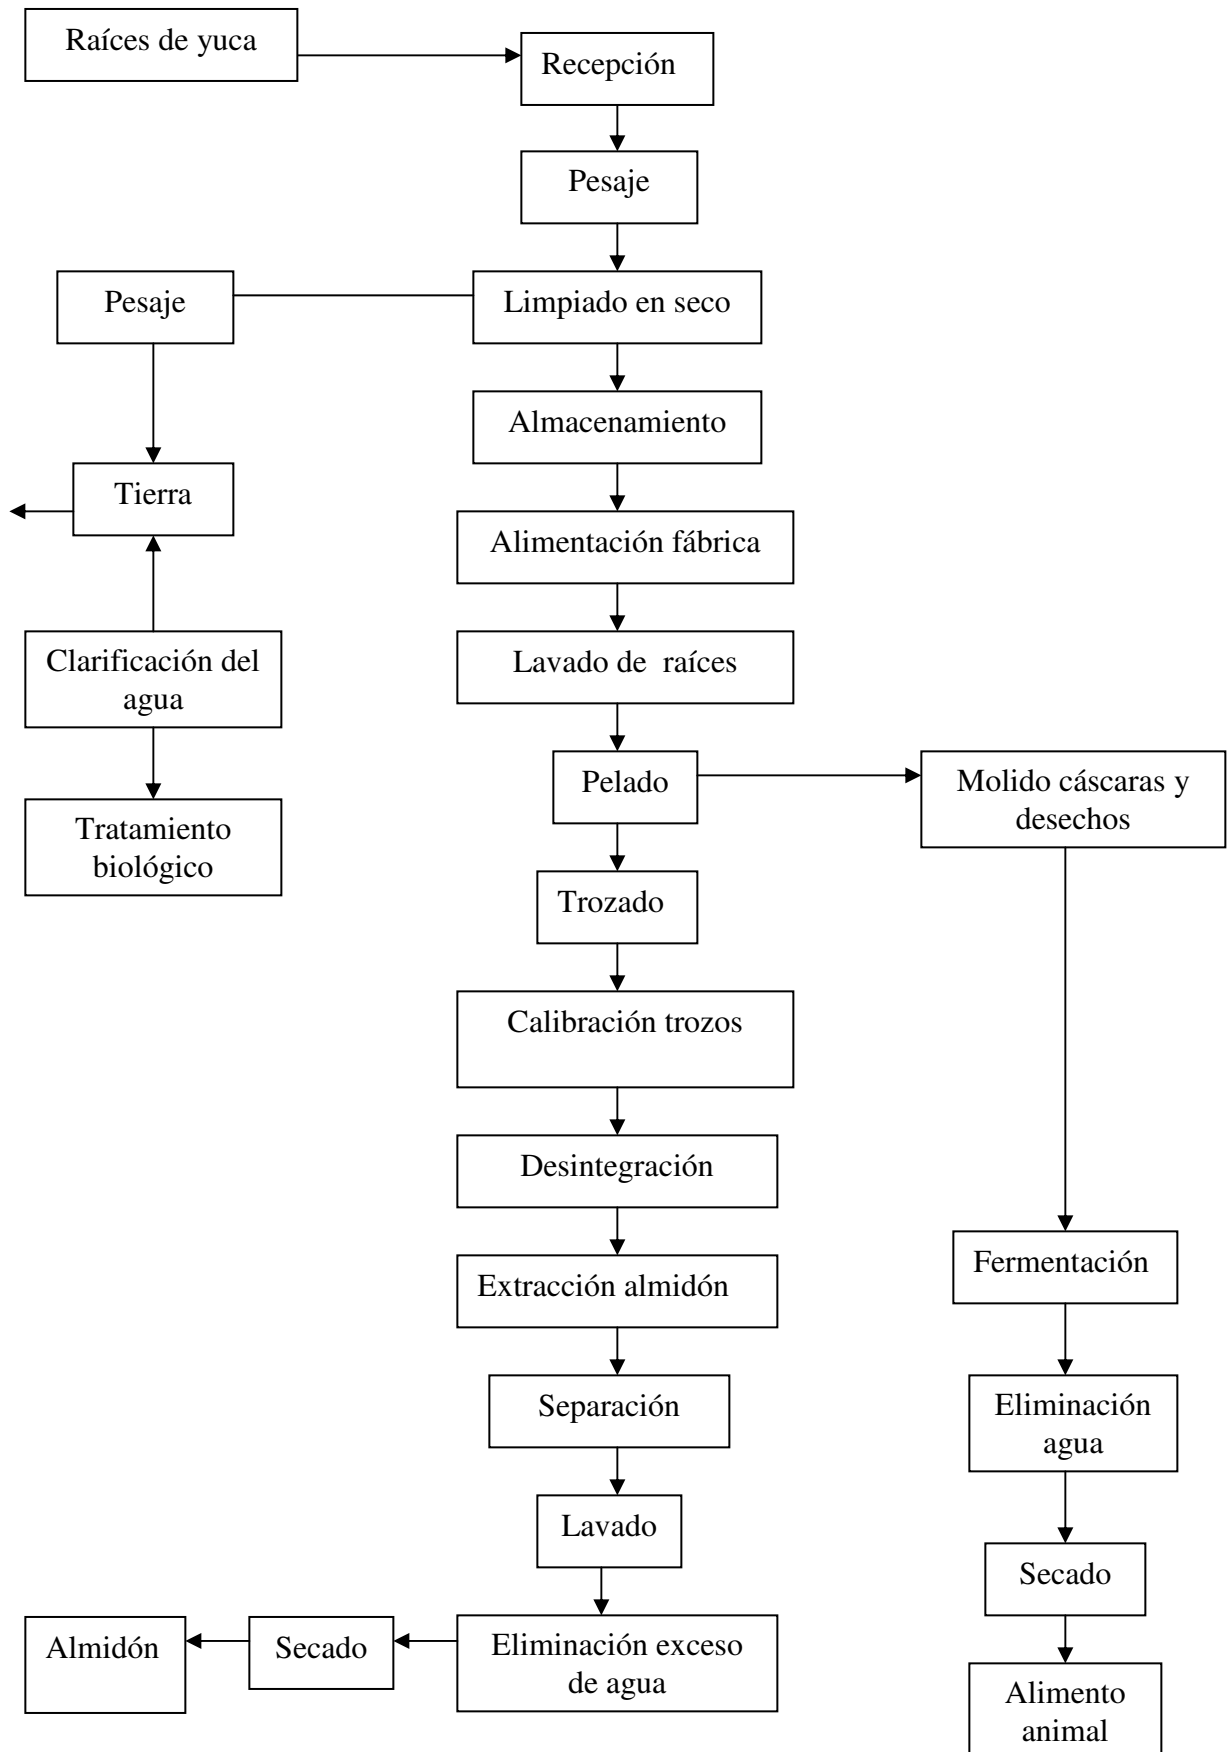 Raíces de yuca
Recepción
Pesaje
Pesaje
Limpiado en seco
Almacenamiento
Tierra
Alimentación fábrica
Clarificación del
agua
Lavado de  raíces
Pelado
Molido cáscaras y
desechos
Tratamiento
biológico
Trozado
Calibración trozos
Desintegración
Extracción almidón
Fermentación
Separación
Eliminación
agua
Lavado
Secado
Almidón
Secado
Eliminación exceso
de agua
Alimento
animal